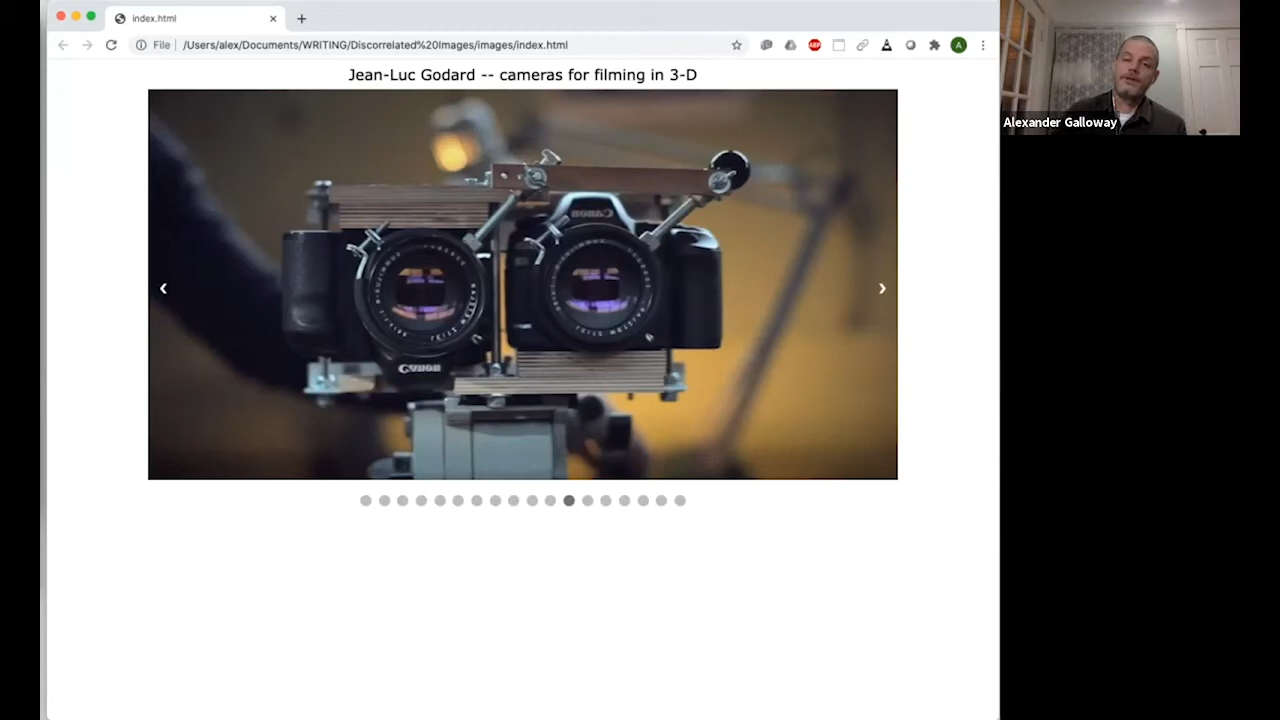 index.html
File
/Users/alex/Documents/WRITING/Discorrelated%20Images/images/index.html
ABP
A
Jean-Luc Godard -- cameras for filming in 3-D
Canon
Canon
Alexander Galloway